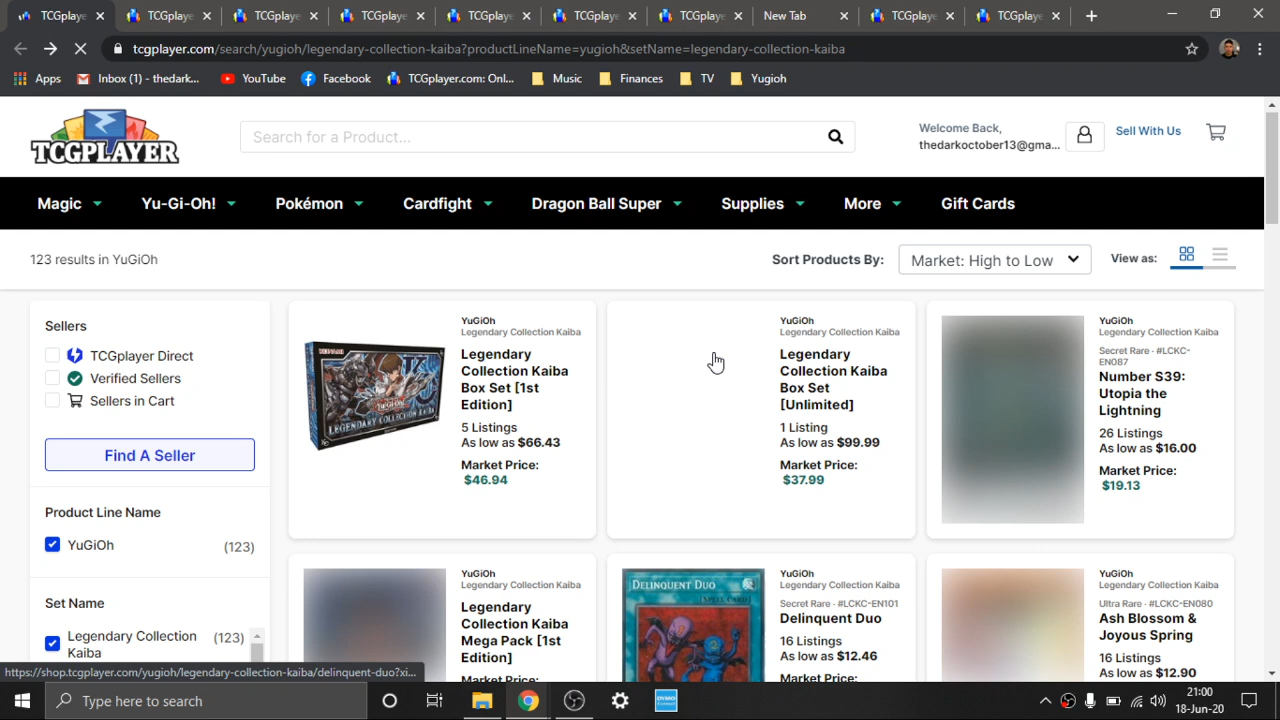 TCGplaye
TCGplaye
TCGplaye
TCGplaye
TCGplaye
TCGplaye
TCGplaye
New Tab
TCGplaye
TCGplaye
tcgplayer.com/search/yugioh/legendary-collection-kaiba?productLineName=yugioh&setName=legendary-collection-kaiba
Apps
Inbox (1) - thedark...
YouTube
Facebook
TCGplayer.com: Onl...
Music
Finances
TV
Yugioh
TCGPLAYER
Search for a Product...
Welcome Back,
thedarkoctober13@gma...
Sell With Us
Magic
Yu-Gi-Oh!
Pokémon
Cardfight
Dragon Ball Super
Supplies
More
Gift Cards
123 results in YuGiOh
Sort Products By:
Market: High to Low
View as:
Sellers
TCGplayer Direct
Verified Sellers
Sellers in Cart
Find A Seller
Product Line Name
YuGiOh (123)
Set Name
Legendary Collection (123)
Kaiba
LEGENDARY COLLECTION KAIBA
YuGiOh
Legendary Collection Kaiba
Legendary
Collection Kaiba
Box Set [1st
Edition]
5 Listings
As low as $66.43
Market Price:
$46.94
YuGiOh
Legendary Collection Kaiba
Legendary
Collection Kaiba
Box Set
[Unlimited]
1 Listing
As low as $99.99
Market Price:
$37.99
YuGiOh
Legendary Collection Kaiba
Secret Rare · #LCKC-
EN087
Number S39:
Utopia the
Lightning
26 Listings
As low as $16.00
Market Price:
$19.13
YuGiOh
Legendary Collection Kaiba
Legendary
Collection Kaiba
Mega Pack [1st
Edition]
DELINQUENT DUO
[SPELL CARD]
YuGiOh
Legendary Collection Kaiba
Secret Rare · #LCKC-EN101
Delinquent Duo
16 Listings
As low as $12.46
Market Price:
YuGiOh
Legendary Collection Kaiba
Ultra Rare · #LCKC-EN080
Ash Blossom &
Joyous Spring
16 Listings
As low as $12.90
https://shop.tcgplayer.com/yugioh/legendary-collection-kaiba/delinquent-duo?xi...
Type here to search
DYMO
21:00
18-Jun-20